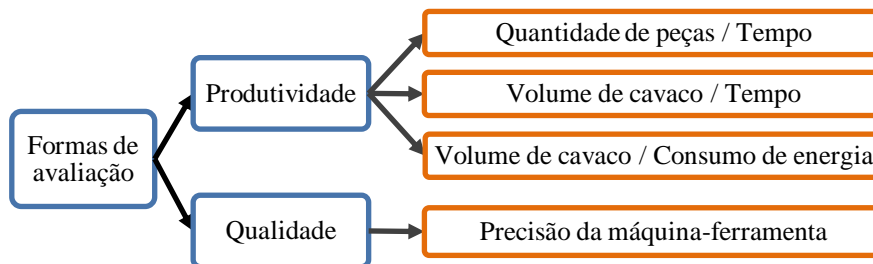 Formas de
avaliação
Produtividade
Quantidade de peças / Tempo
Volume de cavaco / Tempo
Volume de cavaco / Consumo de energia
Qualidade
Precisão da máquina-ferramenta